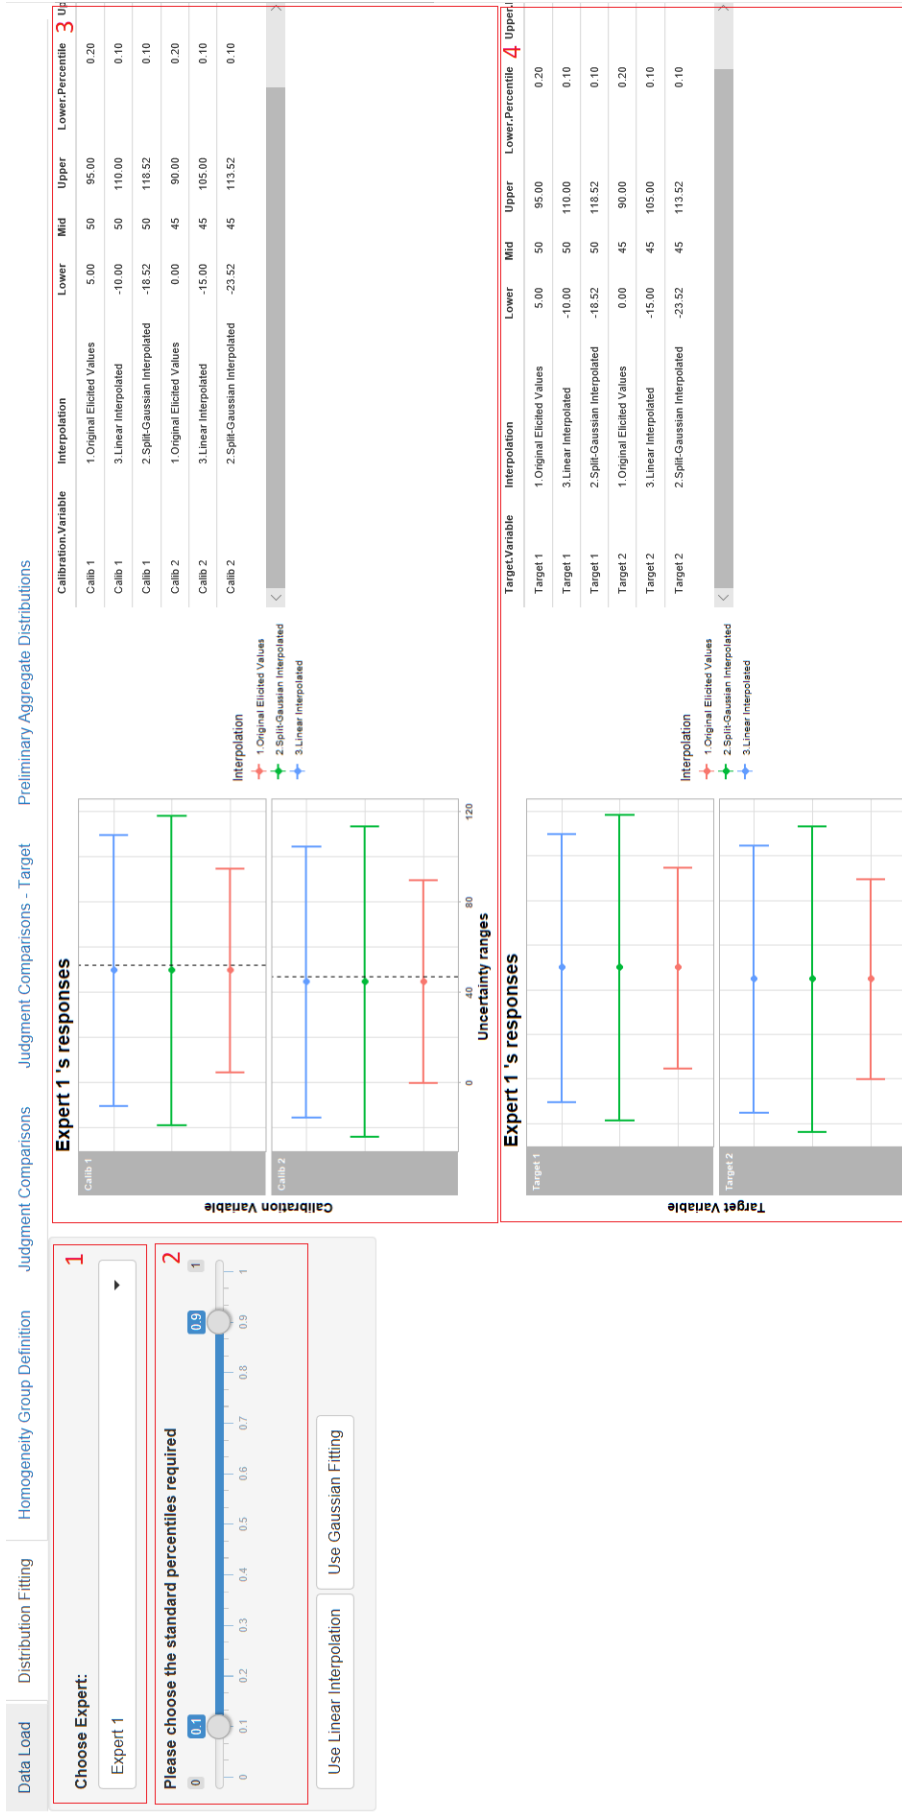 Data Load
Distribution Fitting
Homogeneity Group Definition
Judgment Comparisons
Judgment Comparisons - Target
Preliminary Aggregate Distributions
1
Choose Expert:
Expert 1
2
Please choose the standard percentiles required
0 0.1 0.9 1
0 0.1 0.2 0.3 0.4 0.5 0.6 0.7 0.8 0.9 1
Use Linear Interpolation
Use Gaussian Fitting
3
Expert 1 's responses
Calibration Variable
Calib 1
Calib 2
0 40 80 120
Uncertainty ranges
Interpolation
1.Original Elicited Values
2.Split-Gaussian Interpolated
3.Linear Interpolated
Calibration.Variable Interpolation Lower Mid Upper Lower.Percentile
Calib 1 1.Original Elicited Values 5.00 50 95.00 0.20
Calib 1 3.Linear Interpolated -10.00 50 110.00 0.10
Calib 1 2.Split-Gaussian Interpolated -18.52 50 118.52 0.10
Calib 2 1.Original Elicited Values 0.00 45 90.00 0.20
Calib 2 3.Linear Interpolated -15.00 45 105.00 0.10
Calib 2 2.Split-Gaussian Interpolated -23.52 45 113.52 0.10
4
Expert 1 's responses
Target Variable
Target 1
Target 2
Interpolation
1.Original Elicited Values
2.Split-Gaussian Interpolated
3.Linear Interpolated
Target.Variable Interpolation Lower Mid Upper Lower.Percentile
Target 1 1.Original Elicited Values 5.00 50 95.00 0.20
Target 1 3.Linear Interpolated -10.00 50 110.00 0.10
Target 1 2.Split-Gaussian Interpolated -18.52 50 118.52 0.10
Target 2 1.Original Elicited Values 0.00 45 90.00 0.20
Target 2 3.Linear Interpolated -15.00 45 105.00 0.10
Target 2 2.Split-Gaussian Interpolated -23.52 45 113.52 0.10